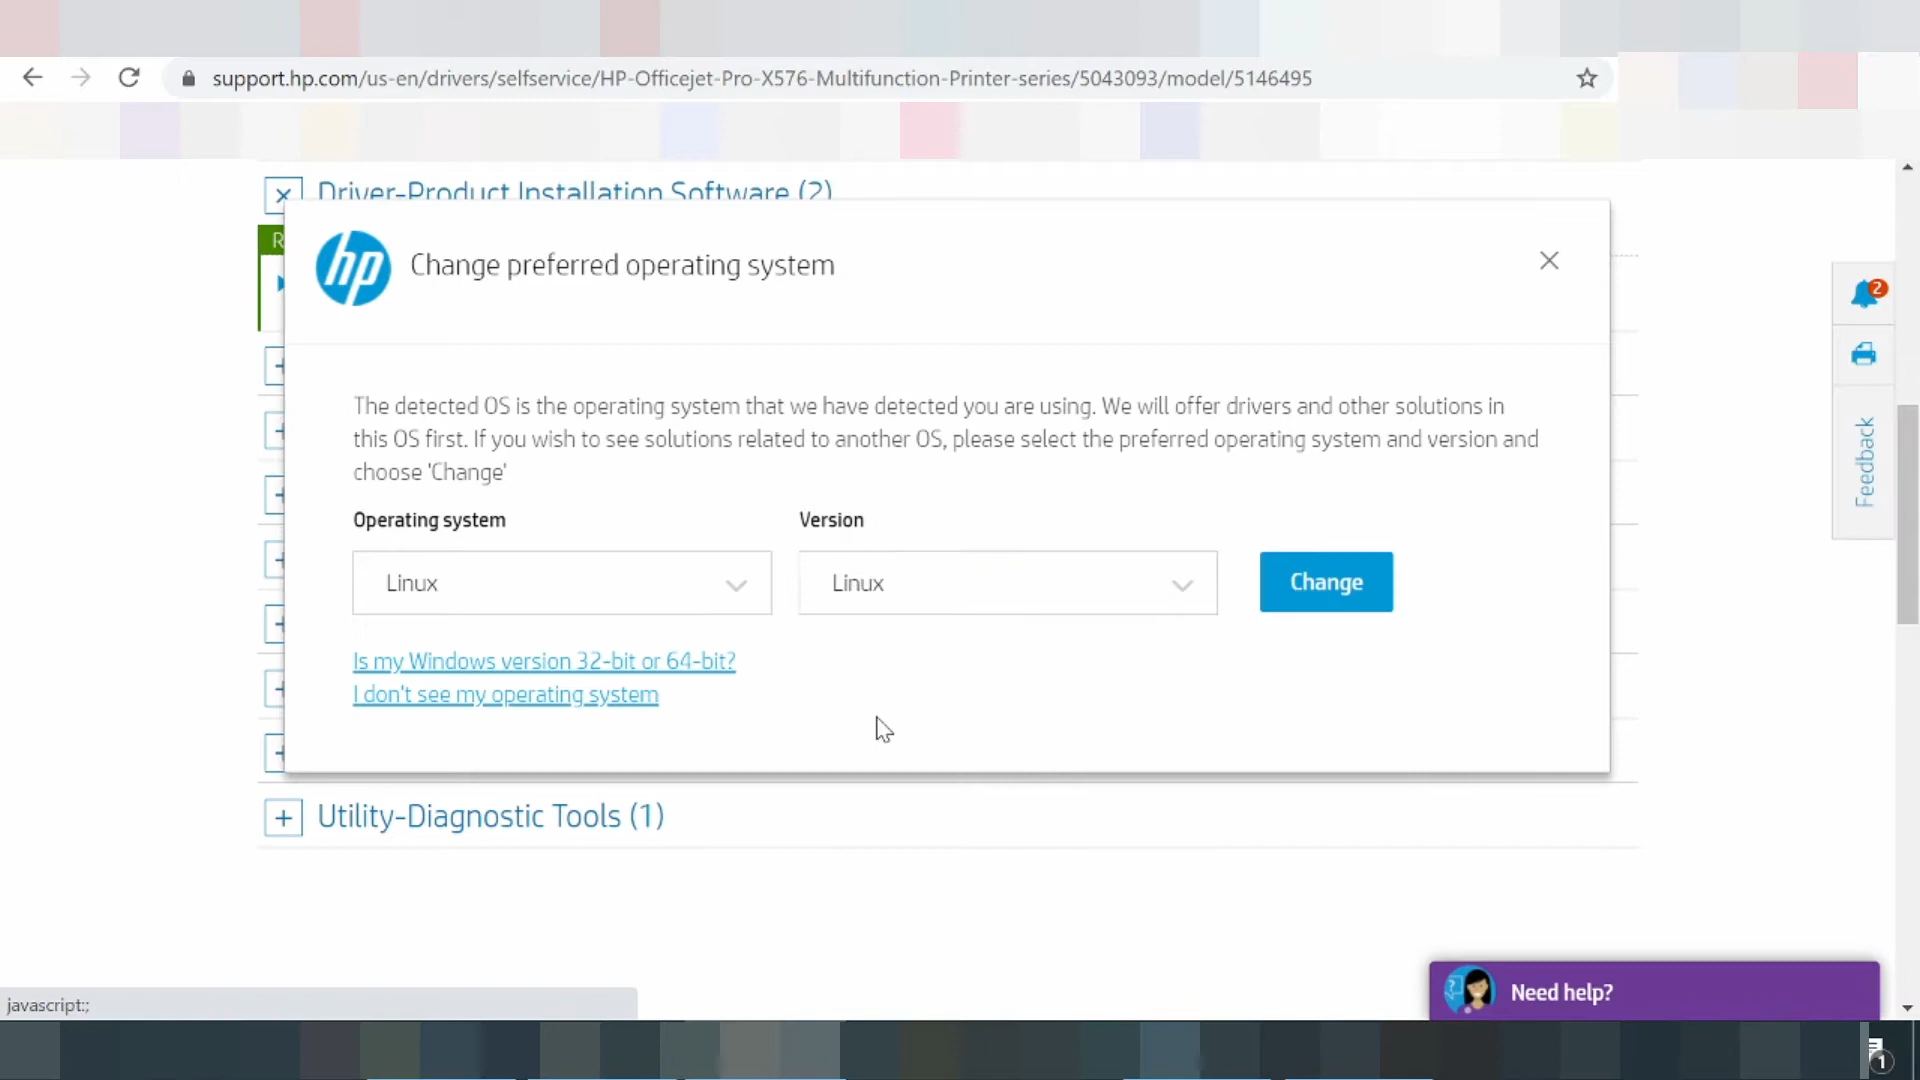 support.hp.com/us-en/drivers/selfservice/HP-Officejet-Pro-X576-Multifunction-Printer-series/5043093/model/5146495
Driver-Product Installation Software (2)
R
hp
Change preferred operating system
2
The detected OS is the operating system that we have detected you are using. We will offer drivers and other solutions in
this OS first. If you wish to see solutions related to another OS, please select the preferred operating system and version and
choose 'Change'
Feedback
Operating system
Version
Linux
Linux
Change
Is my Windows version 32-bit or 64-bit?
I don't see my operating system
Utility-Diagnostic Tools (1)
Need help?
javascript:;
1